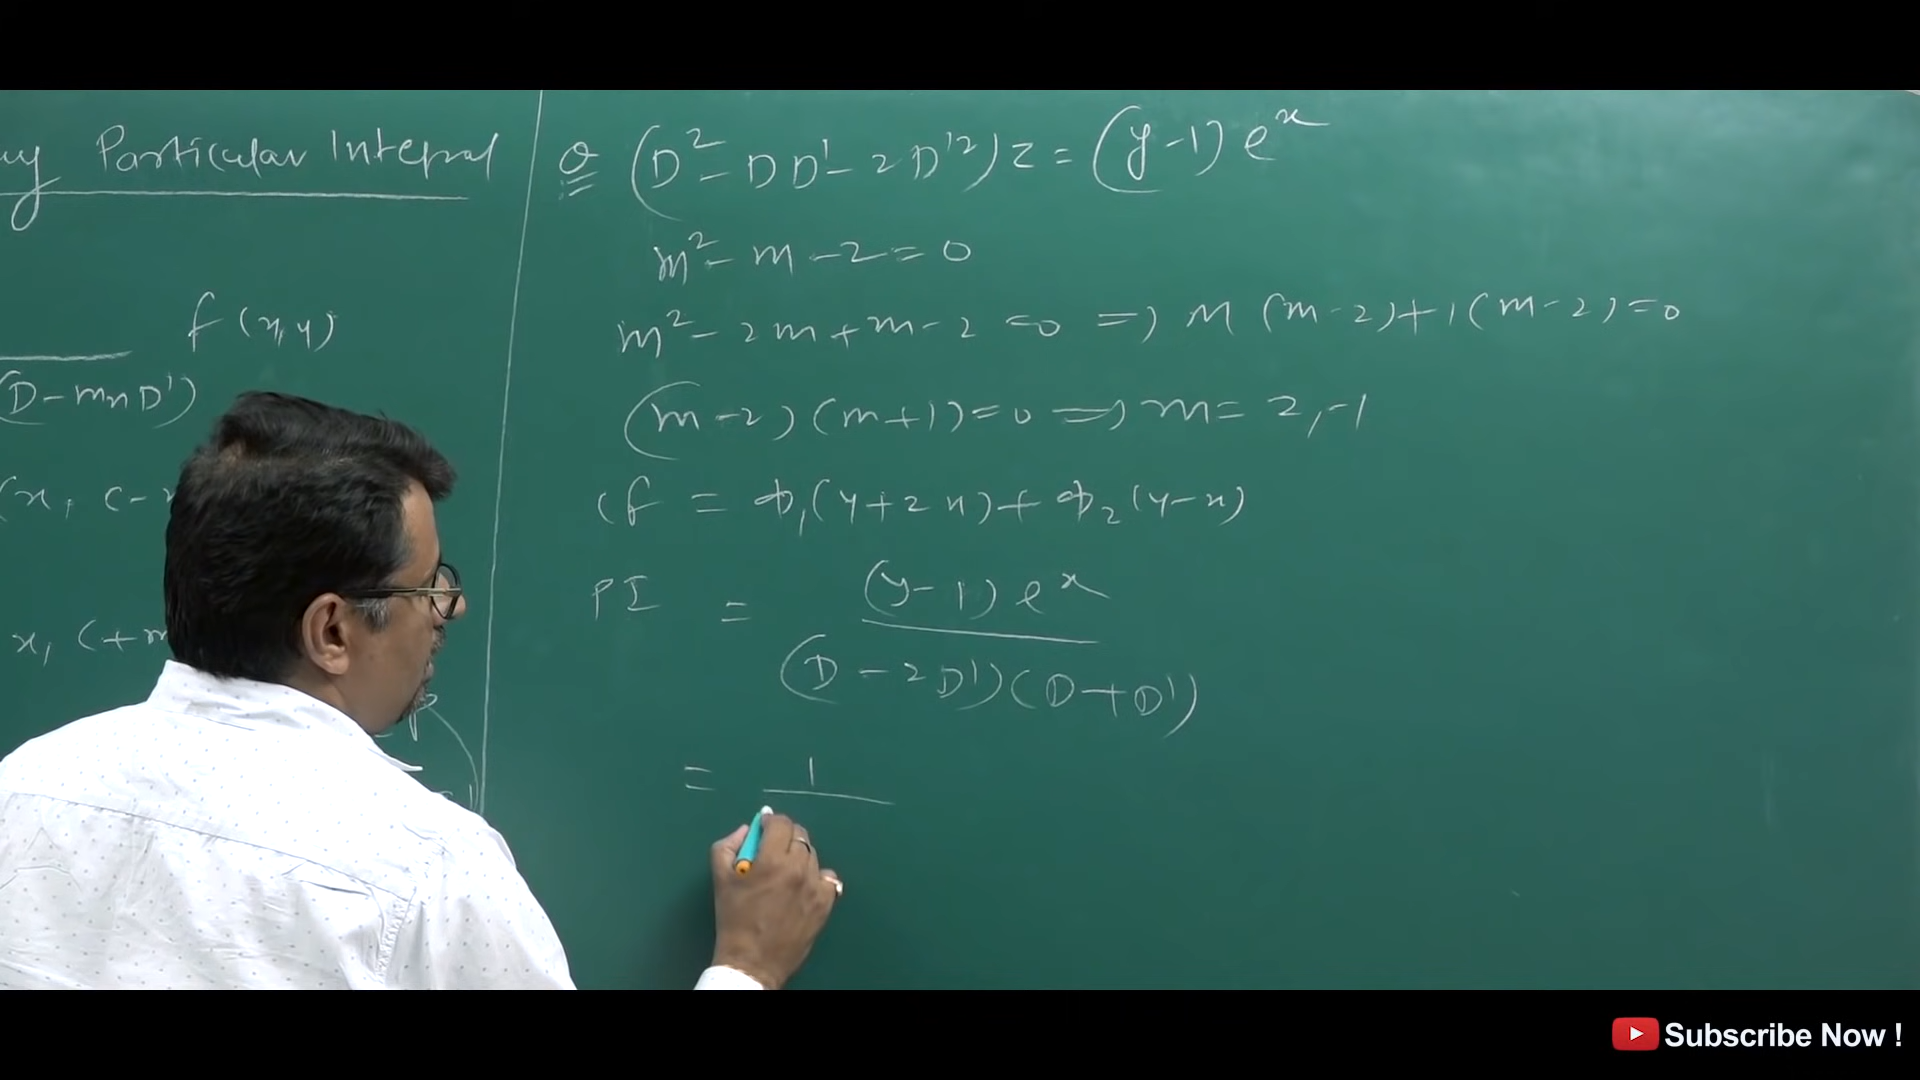 Particular Integral
f(x,y)
(D-mnD')
(x, c-
x, (+m
Q (D²-DD'-2D'²)z=(y-1)eˣ
m²-m-2=0
m²-2m+m-2=0 => m(m-2)+1(m-2)=0
(m-2)(m+1)=0 => m=2,-1
CF = Φ₁(y+2x)+Φ₂(y-x)
PI = (y-1)eˣ
(D-2D')(D+D')
= 1
Subscribe Now !